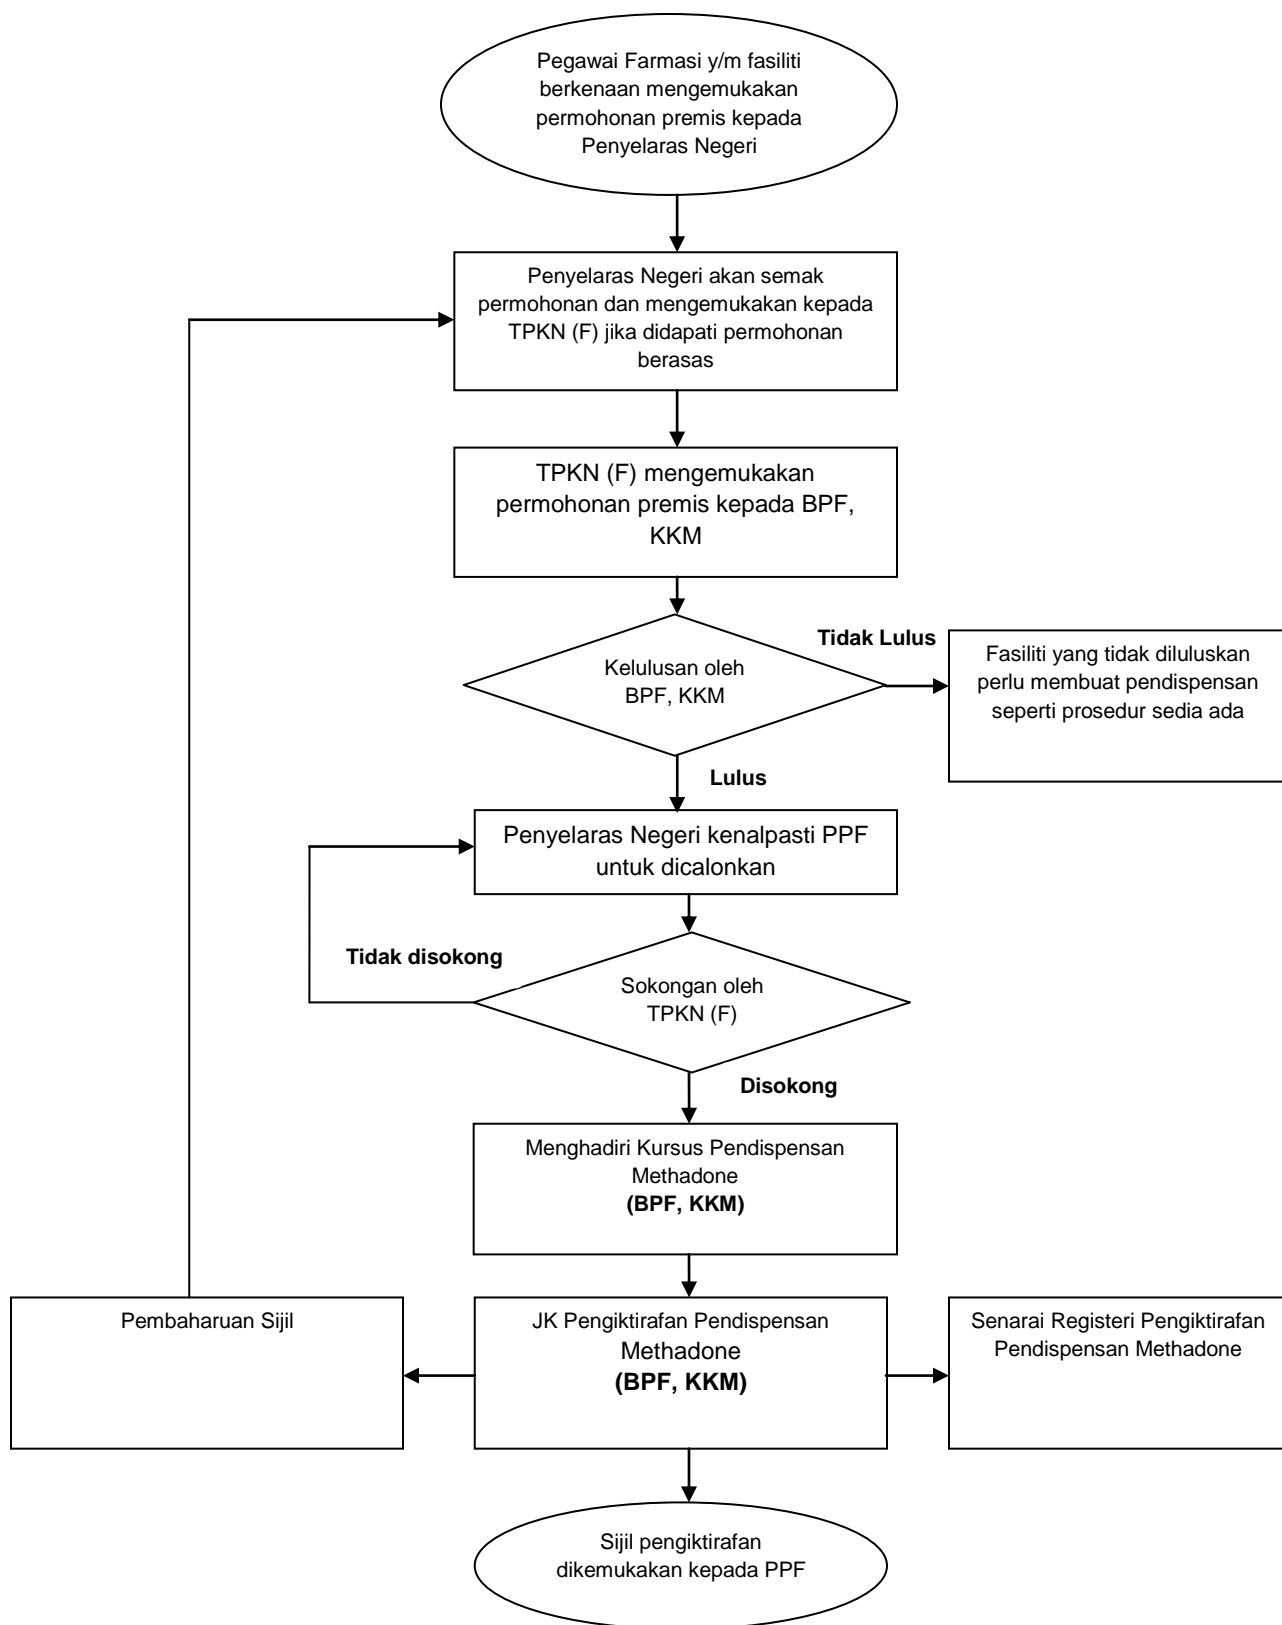 Pegawai Farmasi y/m fasiliti
berkenaan mengemukakan
permohonan premis kepada
Penyelaras Negeri
Penyelaras Negeri akan semak
permohonan dan mengemukakan kepada
TPKN (F) jika didapati permohonan
berasas
TPKN (F) mengemukakan
permohonan premis kepada BPF,
KKM
Kelulusan oleh
BPF, KKM
Tidak Lulus
Fasiliti yang tidak diluluskan
perlu membuat pendispensan
seperti prosedur sedia ada
Lulus
Penyelaras Negeri kenalpasti PPF
untuk dicalonkan
Tidak disokong
Sokongan oleh
TPKN (F)
Disokong
Menghadiri Kursus Pendispensan
Methadone
(BPF, KKM)
Pembaharuan Sijil
JK Pengiktirafan Pendispensan
Methadone
(BPF, KKM)
Senarai Registeri Pengiktirafan
Pendispensan Methadone
Sijil pengiktirafan
dikemukakan kepada PPF